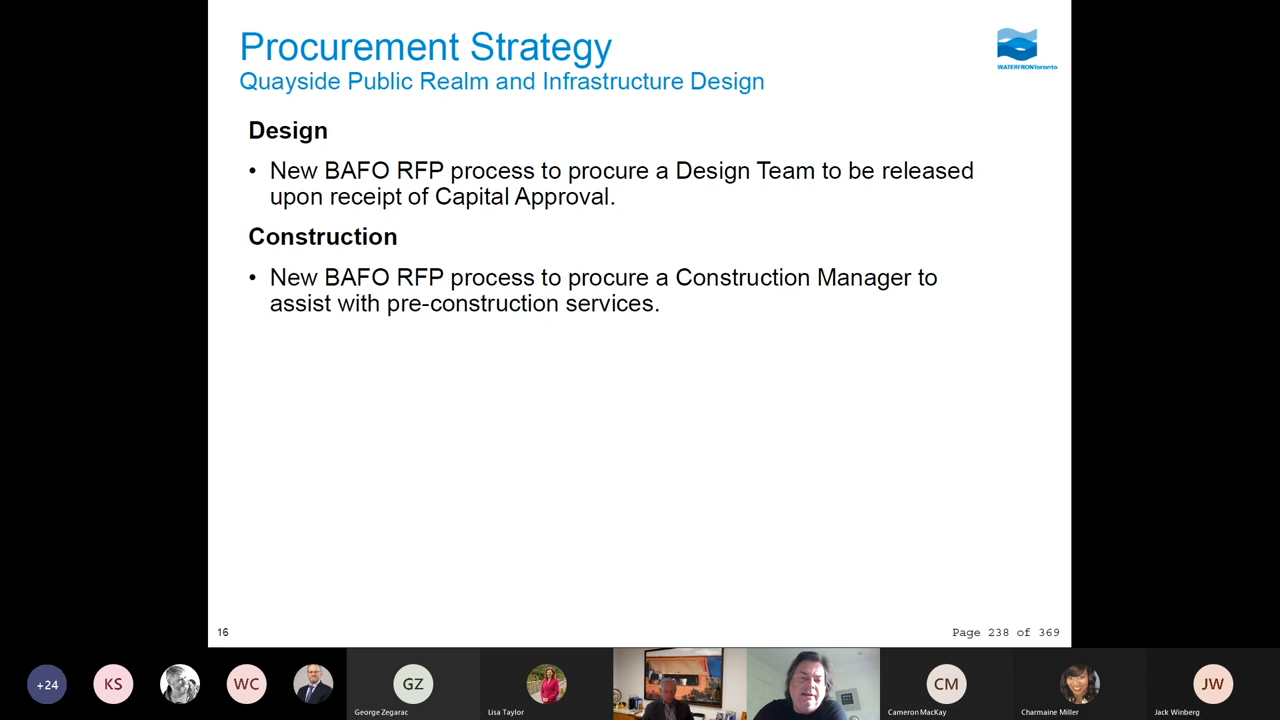 Procurement Strategy
Quayside Public Realm and Infrastructure Design
WATERFRONToronto
Design
• New BAFO RFP process to procure a Design Team to be released
upon receipt of Capital Approval.
Construction
• New BAFO RFP process to procure a Construction Manager to
assist with pre-construction services.
16
Page 238 of 369
+24
KS
WC
GZ
CM
JW
George Zegarac
Lisa Taylor
Cameron MacKay
Charmaine Miller
Jack Winberg